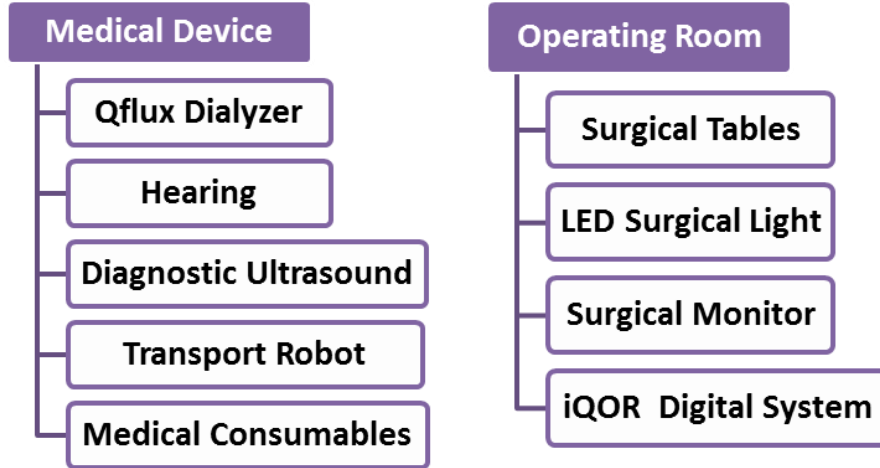 Medical Device
Qflux Dialyzer
Hearing
Diagnostic Ultrasound
Transport Robot
Medical Consumables
Operating Room
Surgical Tables
LED Surgical Light
Surgical Monitor
iQOR  Digital System